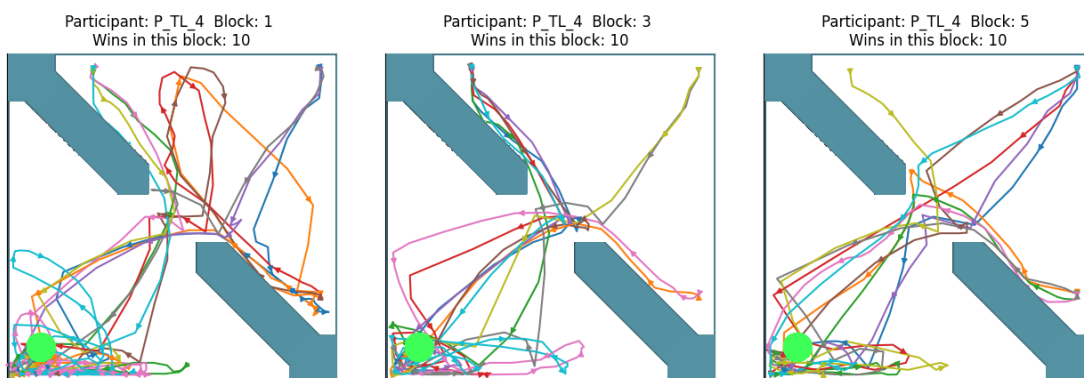 Participant: P_TL_4 Block: 1
Wins in this block: 10
Participant: P_TL_4 Block: 3
Wins in this block: 10
Participant: P_TL_4 Block: 5
Wins in this block: 10